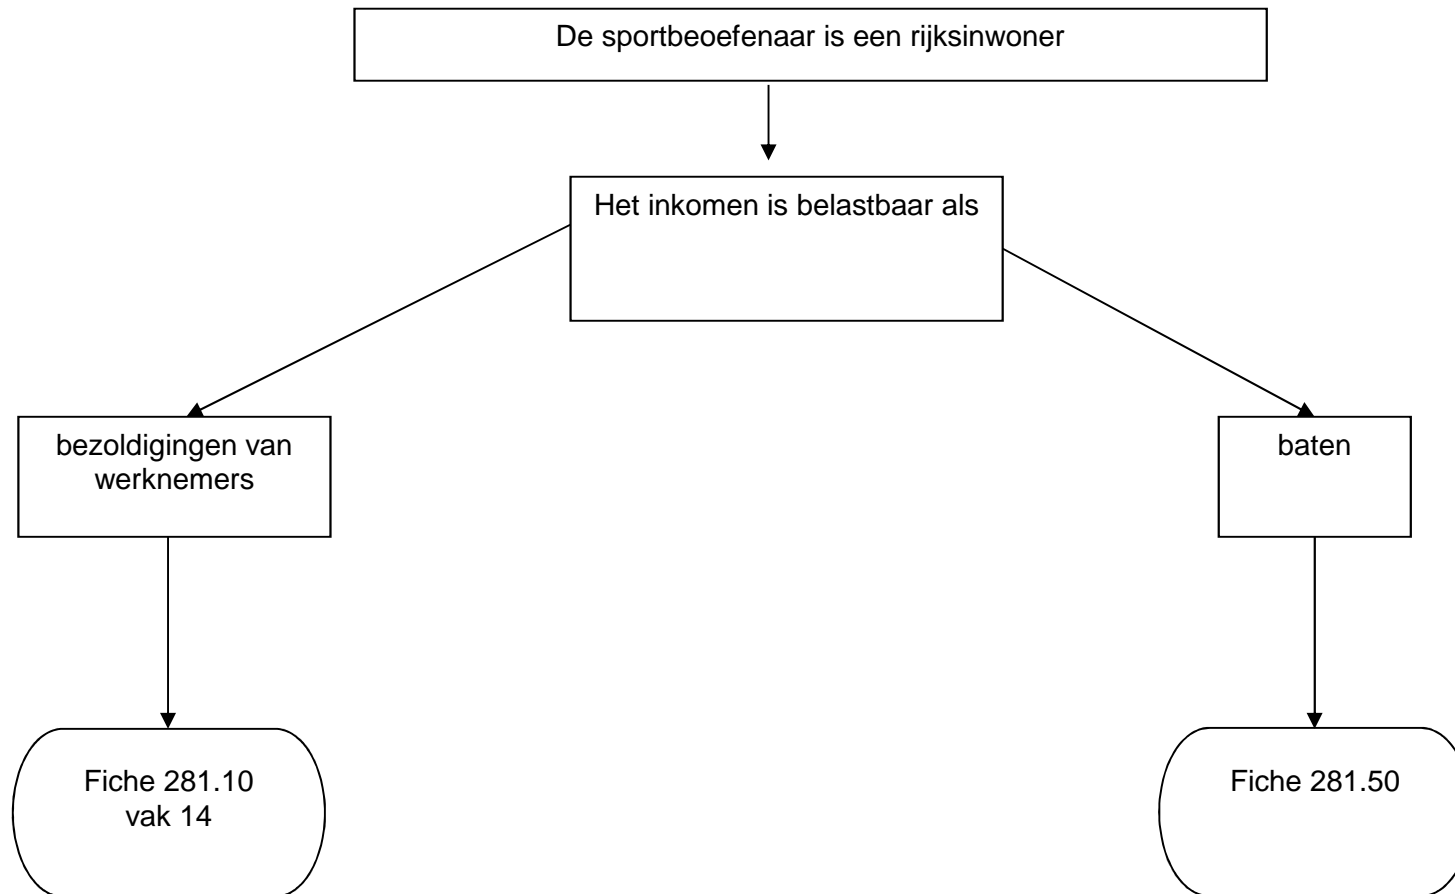 De sportbeoefenaar is een rijksinwoner
Het inkomen is belastbaar als
bezoldigingen van
werknemers
baten
Fiche 281.10
vak 14
Fiche 281.50